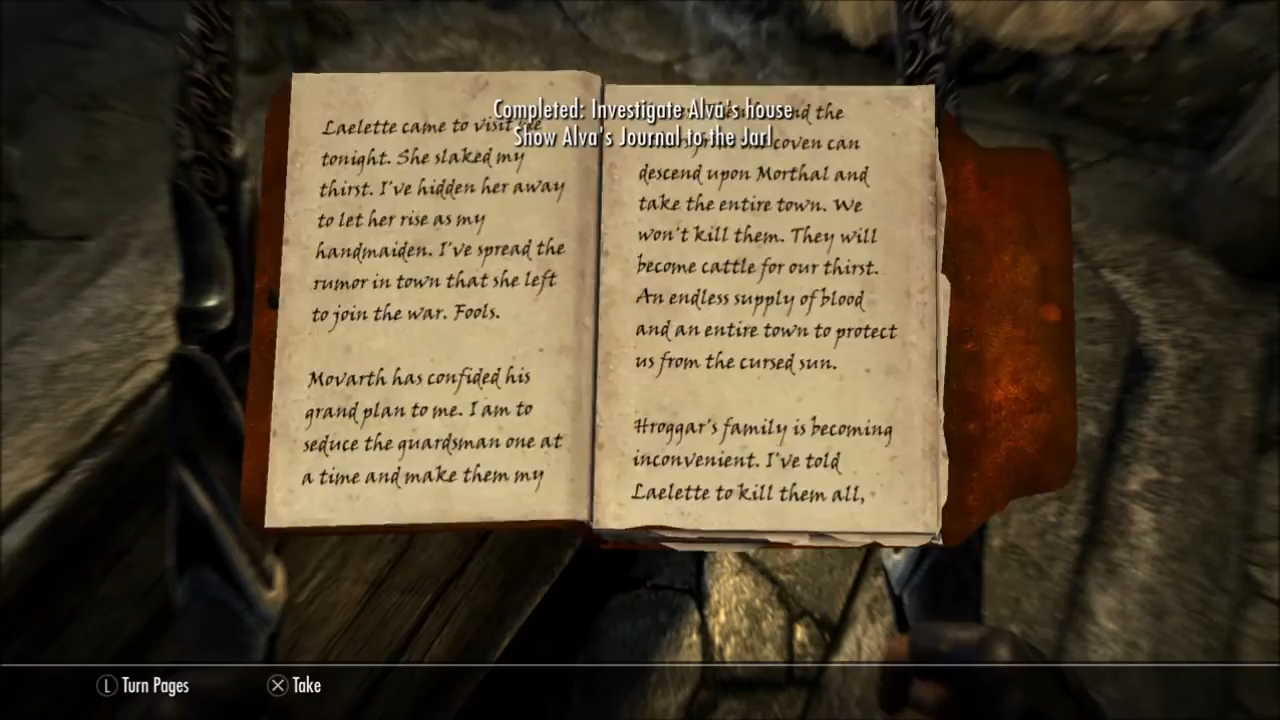 Completed: Investigate Alva's house
Show Alva's Journal to the Jarl
Laelette came to visit me
tonight. She slaked my
thirst. I've hidden her away
to let her rise as my
handmaiden. I've spread the
rumor in town that she left
to join the war. Fools.
Movarth has confided his
grand plan to me. I am to
seduce the guardsman one at
a time and make them my
the
coven can
descend upon Morthal and
take the entire town. We
won't kill them. They will
become cattle for our thirst.
An endless supply of blood
and an entire town to protect
us from the cursed sun.
Hroggar's family is becoming
inconvenient. I've told
Laelette to kill them all,
L Turn Pages
X Take